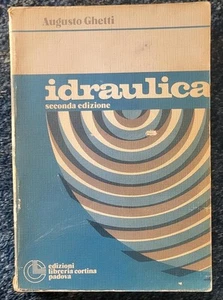 Augusto Ghetti
idraulica
seconda edizione
edizioni
libreria cortina
padova